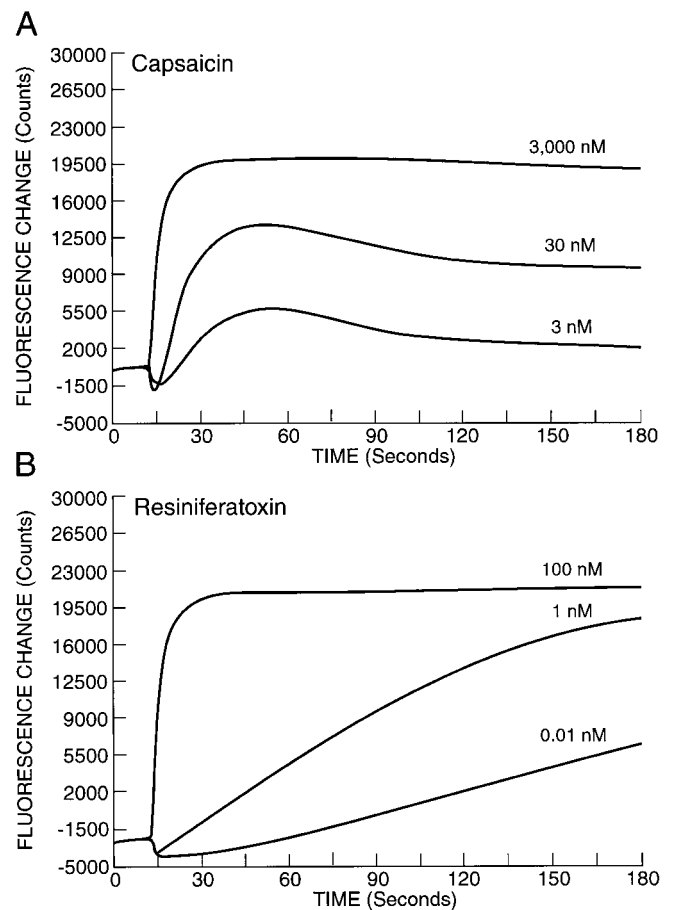 A
Capsaicin
FLUORESCENCE CHANGE (Counts)
30000
26500
23000
19500
16000
12500
9000
5500
2000
-1500
-5000
3,000 nM
30 nM
3 nM
0 30 60 90 120 150 180
TIME (Seconds)
B
Resiniferatoxin
FLUORESCENCE CHANGE (Counts)
30000
26500
23000
19500
16000
12500
9000
5500
2000
-1500
-5000
100 nM
1 nM
0.01 nM
0 30 60 90 120 150 180
TIME (Seconds)